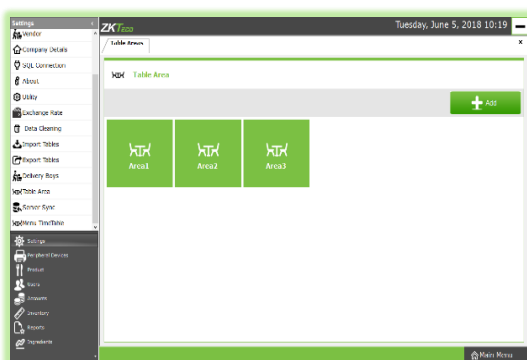 Settings
ZKTeco
Tuesday, June 5, 2018 10:19
Vendor
Table Areas
x
Company Details
SQL Connection
Table Area
About
Utility
Add
Exchange Rate
Data Cleaning
Import Tables
Export Tables
Area1
Area2
Area3
Delivery Boys
Table Area
Server Sync
Menu TimeTable
Settings
Peripheral Devices
Product
Users
Accounts
Inventory
Reports
Ingredients
Main Menu